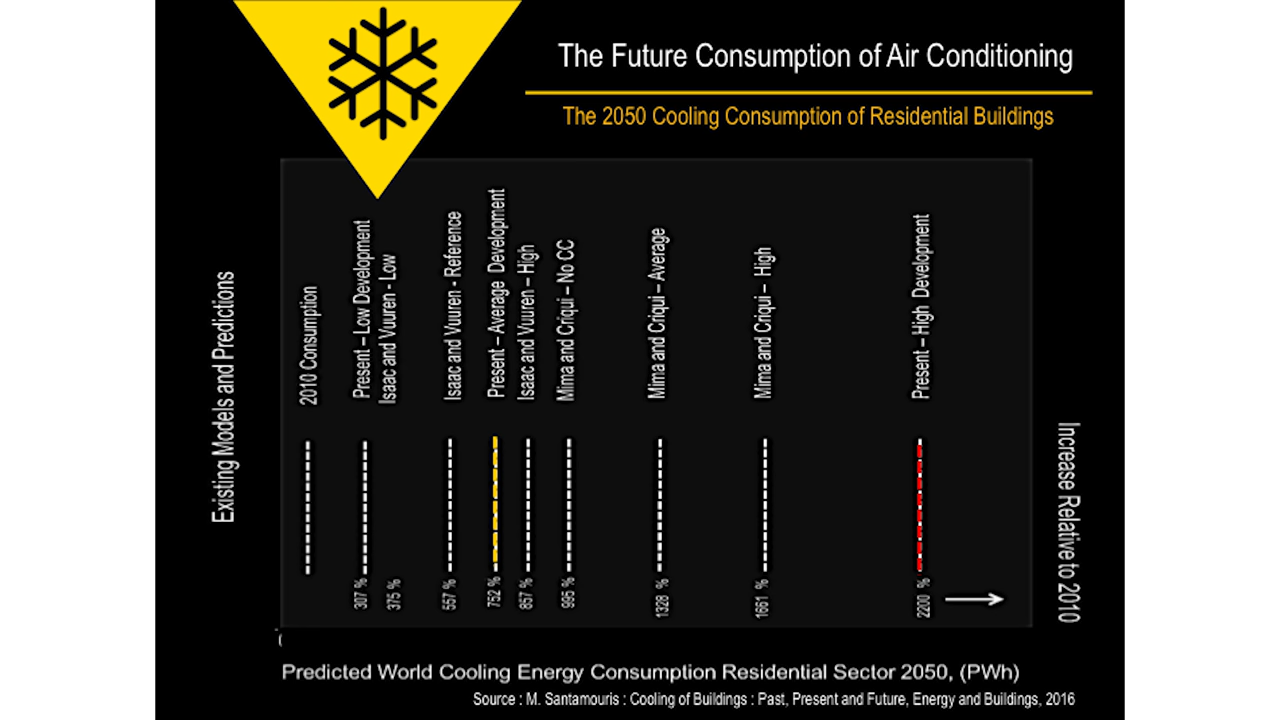 The Future Consumption of Air Conditioning
The 2050 Cooling Consumption of Residential Buildings
Existing Models and Predictions
2010 Consumption
Present – Low Development
Isaac and Vuuren - Low
Isaac and Vuuren - Reference
Present – Average Development
Isaac and Vuuren – High
Mima and Criqui – No CC
Mima and Criqui – Average
Mima and Criqui – High
Present – High Development
307 %
375 %
557 %
752 %
857 %
995 %
1328 %
1661 %
2200 %
Increase Relative to 2010
Predicted World Cooling Energy Consumption Residential Sector 2050, (PWh)
Source : M. Santamouris : Cooling of Buildings : Past, Present and Future, Energy and Buildings, 2016